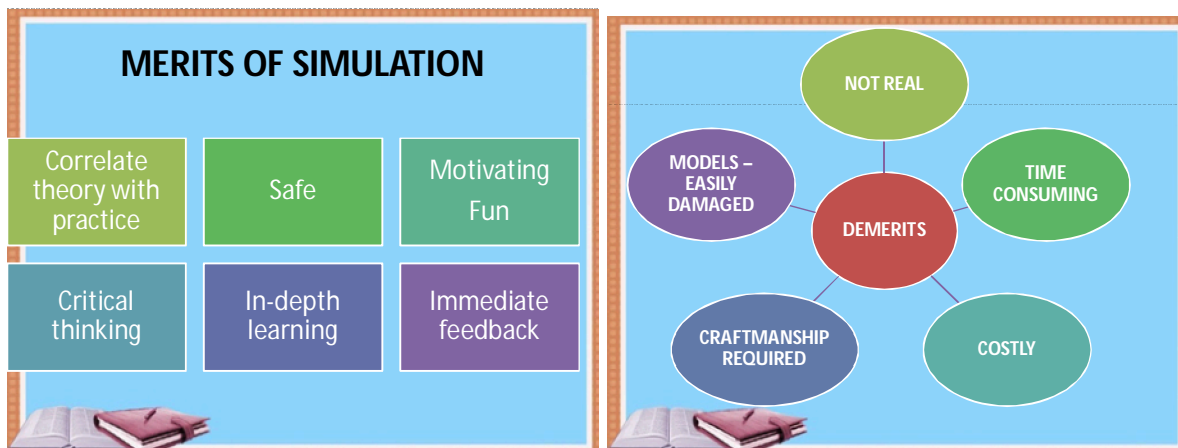 MERITS OF SIMULATION
Correlate
theory with
practice
Safe
Motivating
Fun
Critical
thinking
In-depth
learning
Immediate
feedback
NOT REAL
MODELS –
EASILY
DAMAGED
TIME
CONSUMING
DEMERITS
CRAFTMANSHIP
REQUIRED
COSTLY